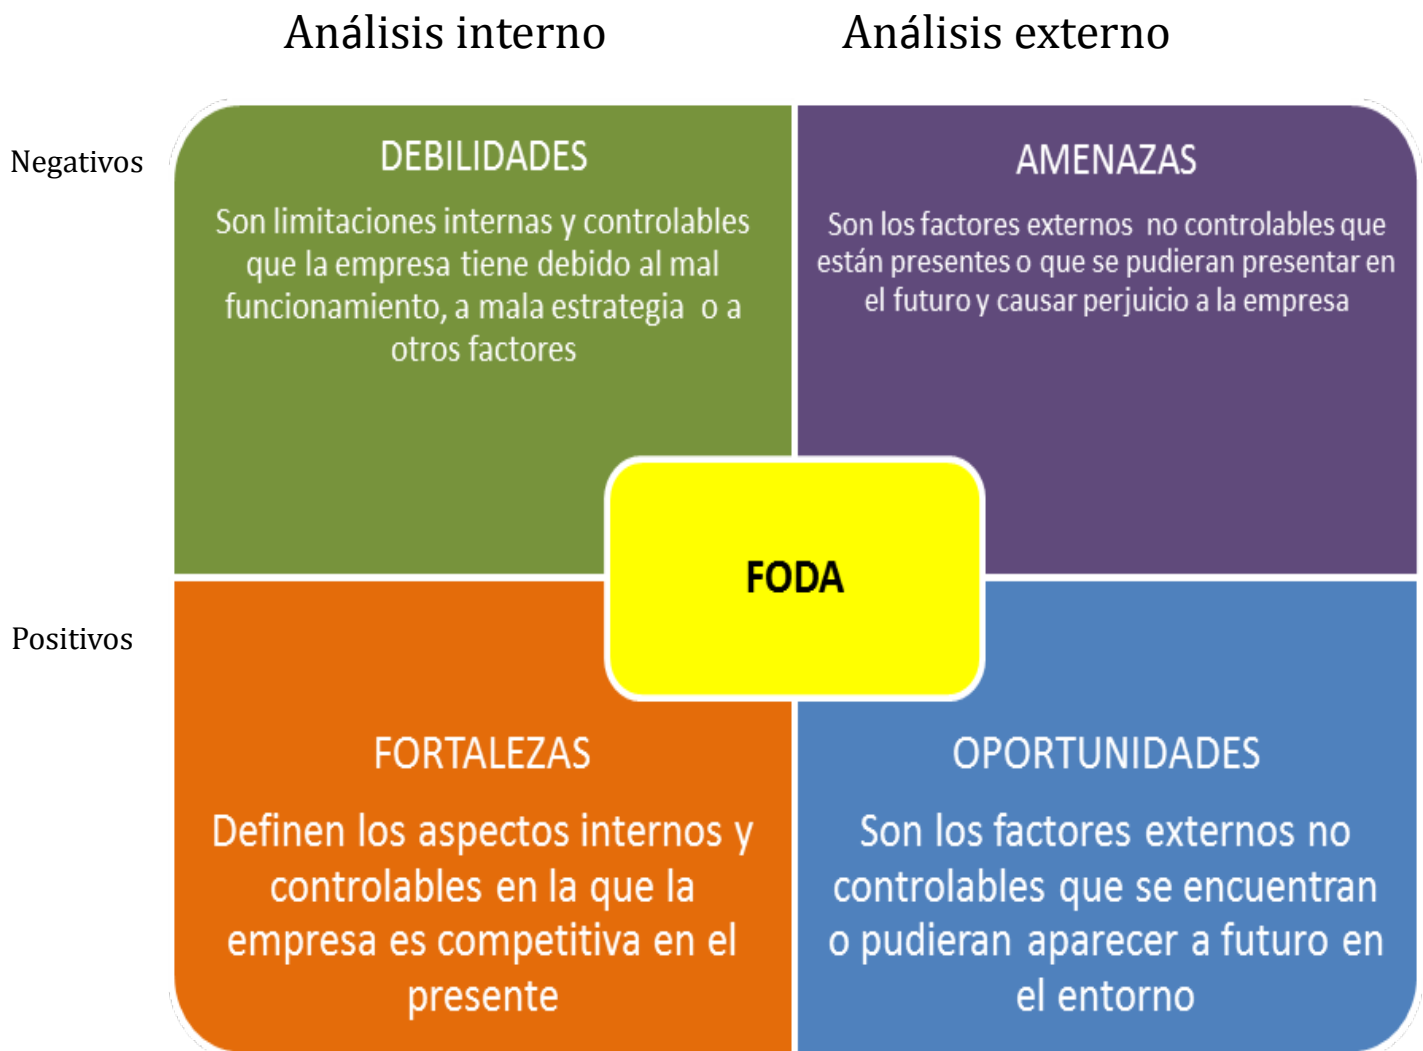 Análisis interno
Análisis externo
Negativos
DEBILIDADES
Son limitaciones internas y controlables
que la empresa tiene debido al mal
funcionamiento, a mala estrategia  o a
otros factores
AMENAZAS
Son los factores externos  no controlables que
están presentes o que se pudieran presentar en
el futuro y causar perjuicio a la empresa
FODA
Positivos
FORTALEZAS
Definen los aspectos internos y
controlables en la que la
empresa es competitiva en el
presente
OPORTUNIDADES
Son los factores externos no
controlables que se encuentran
o pudieran aparecer a futuro en
el entorno